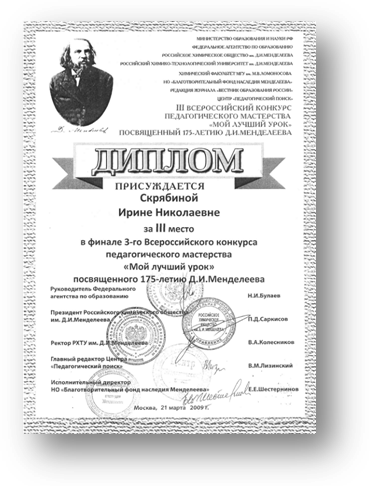 МИНИСТЕРСТВО ОБРАЗОВАНИЯ И НАУКИ РФ
ФЕДЕРАЛЬНОЕ АГЕНТСТВО ПО ОБРАЗОВАНИЮ
РОССИЙСКОЕ ХИМИЧЕСКОЕ ОБЩЕСТВО им. Д.И.МЕНДЕЛЕЕВА
РОССИЙСКИЙ ХИМИКО-ТЕХНОЛОГИЧЕСКИЙ УНИВЕРСИТЕТ им. Д.И.МЕНДЕЛЕЕВА
ХИМИЧЕСКИЙ ФАКУЛЬТЕТ МГУ им. М.В.ЛОМОНОСОВА
НО «БЛАГОТВОРИТЕЛЬНЫЙ ФОНД НАСЛЕДИЯ МЕНДЕЛЕЕВА»
РЕДАКЦИЯ ЖУРНАЛА «ВЕСТНИК ОБРАЗОВАНИЯ РОССИИ»
ЦЕНТР «ПЕДАГОГИЧЕСКИЙ ПОИСК»
III ВСЕРОССИЙСКИЙ КОНКУРС
ПЕДАГОГИЧЕСКОГО МАСТЕРСТВА
«МОЙ ЛУЧШИЙ УРОК»
ПОСВЯЩЕННЫЙ 175-ЛЕТИЮ Д.И.МЕНДЕЛЕЕВА
ДИПЛОМ
ПРИСУЖДАЕТСЯ
Скрябиной
Ирине Николаевне
за III место
в финале 3-го Всероссийского конкурса
педагогического мастерства
«Мой лучший урок»
посвященного 175-летию Д.И.Менделеева
Руководитель Федерального
агентства по образованию Н.И.Булаев
Президент Российского химического общества
им. Д.И.Менделеева П.Д.Саркисов
Ректор РХТУ им. Д.И.Менделеева В.А.Колесников
Главный редактор Центра
«Педагогический поиск» В.М.Лизинский
Исполнительный директор
НО «Благотворительный фонд наследия Менделеева» Е.Е.Шестернинов
Москва, 21 марта 2009 г.